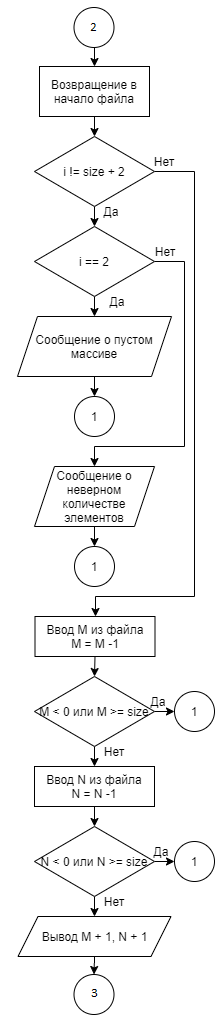 2
Возвращение в
начало файла
i != size + 2
Нет
Да
i == 2
Нет
Да
Сообщение о пустом
массиве
1
Сообщение о
неверном
количестве
элементов
1
Ввод M из файла
M = M -1
M < 0 или M >= size
Да
1
Нет
Ввод N из файла
N = N -1
N < 0 или N >= size
Да
1
Нет
Вывод M + 1, N + 1
3